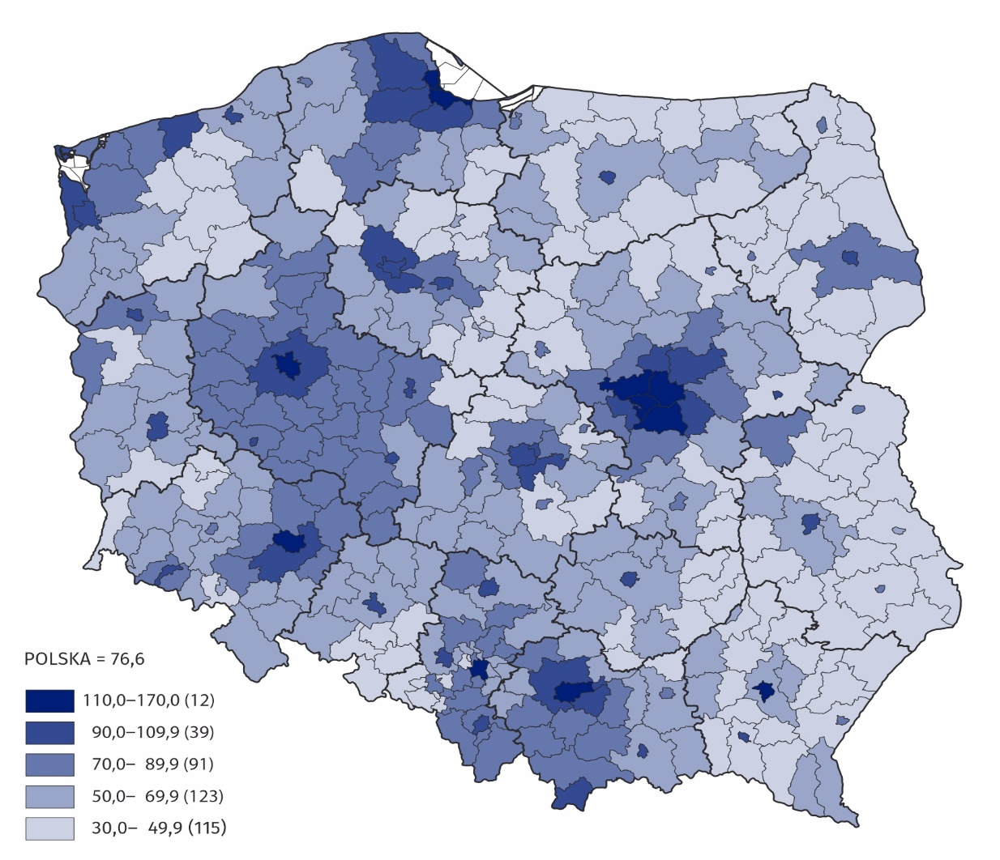 POLSKA = 76,6
110,0–170,0 (12)
90,0–109,9 (39)
70,0– 89,9 (91)
50,0– 69,9 (123)
30,0– 49,9 (115)